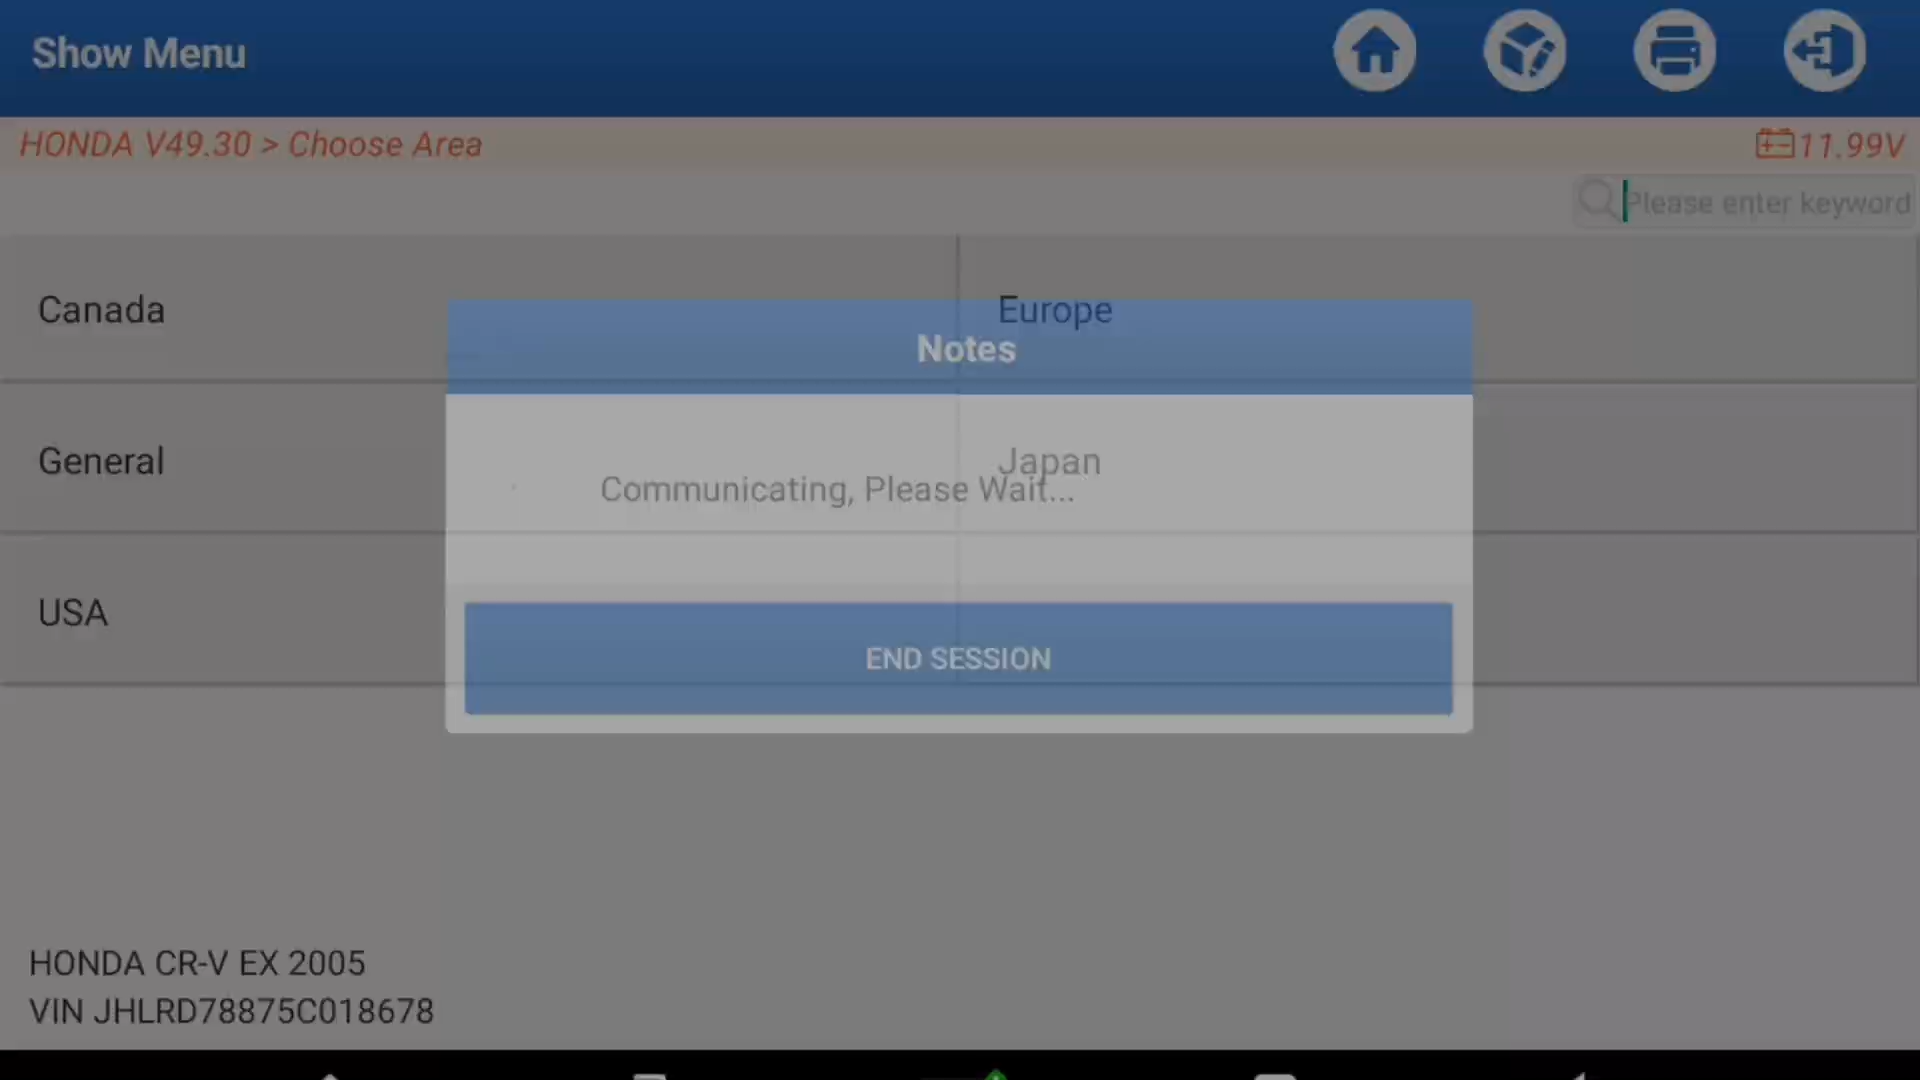 Show Menu
HONDA V49.30 > Choose Area
11.99V
Please enter keyword
Canada
Europe
Notes
General
Japan
Communicating, Please Wait...
USA
END SESSION
HONDA CR-V EX 2005
VIN JHLRD78875C018678